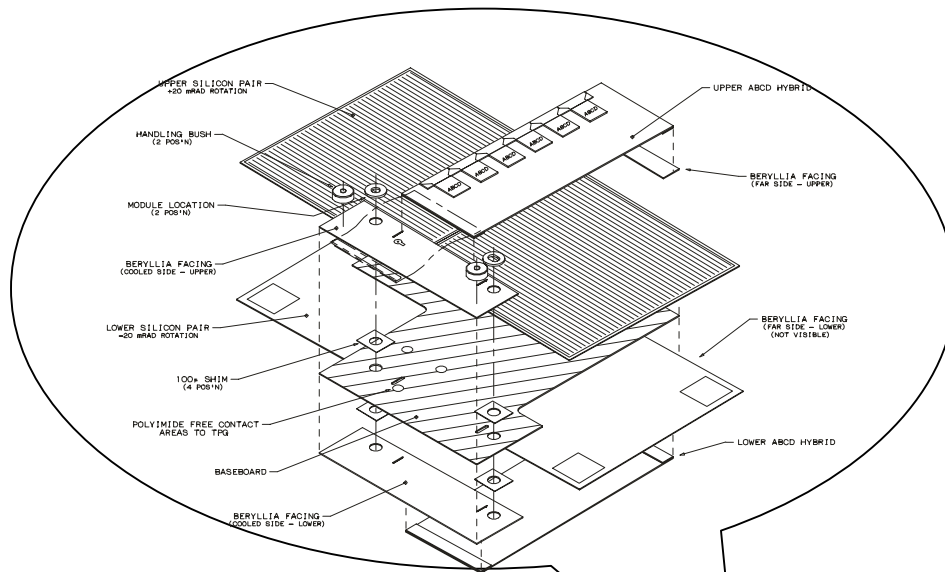 UPPER SILICON PAIR
+20 mRAD ROTATION
HANDLING BUSH
(2 POS'N)
MODULE LOCATION
(2 POS'N)
BERYLLIA FACING
(COOLED SIDE - UPPER)
LOWER SILICON PAIR
-20 mRAD ROTATION
100µ SHIM
(4 POS'N)
POLYIMIDE FREE CONTACT
AREAS TO TPG
BASEBOARD
BERYLLIA FACING
(COOLED SIDE - LOWER)
ABCD
ABCD
ABCD
ABCD
ABCD
ABCD
UPPER ABCD HYBRID
BERYLLIA FACING
(FAR SIDE - UPPER)
BERYLLIA FACING
(FAR SIDE - LOWER)
(NOT VISIBLE)
LOWER ABCD HYBRID